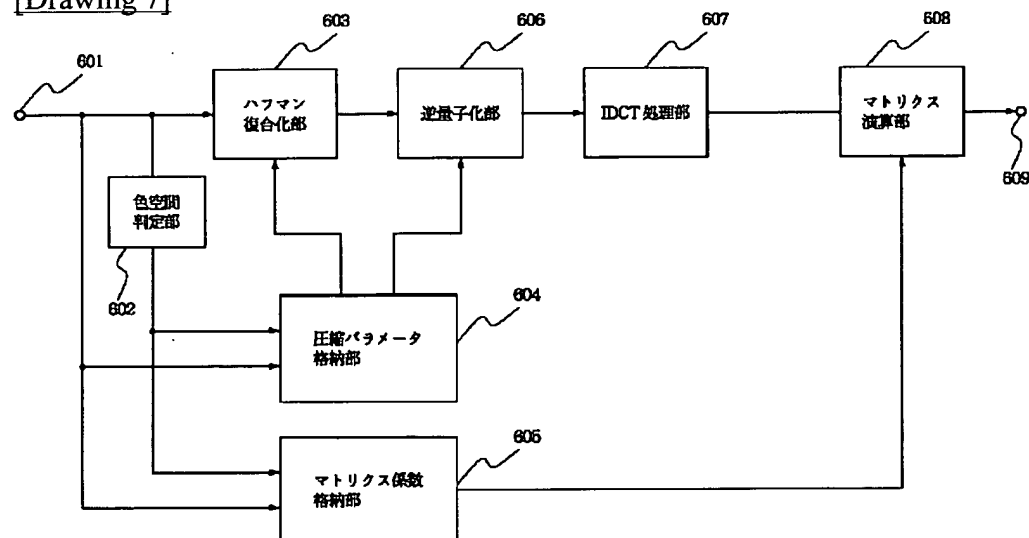 [Drawing 7]
601
603
606
607
608
ハフマン
復合化部
逆量子化部
IDCT 処理部
マトリクス
演算部
609
色空間
判定部
602
604
圧縮パラメータ
格納部
605
マトリクス係数
格納部